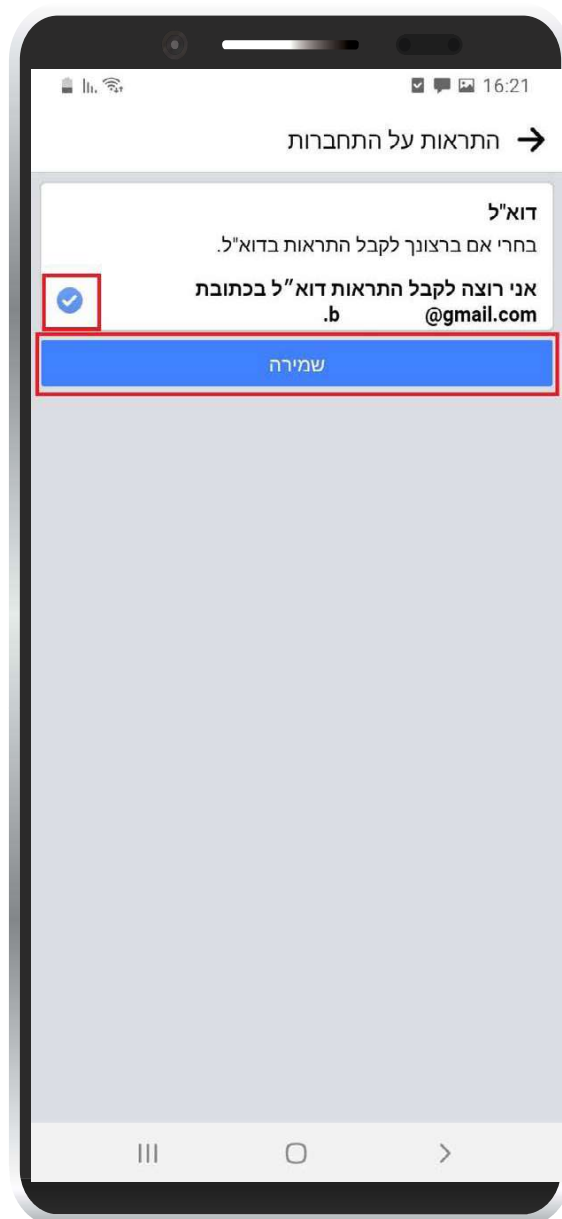 16:21
התראות על התחברות
דוא"ל
בחרי אם ברצונך לקבל התראות בדוא"ל.
אני רוצה לקבל התראות דוא״ל בכתובת
@gmail.com b.
שמירה